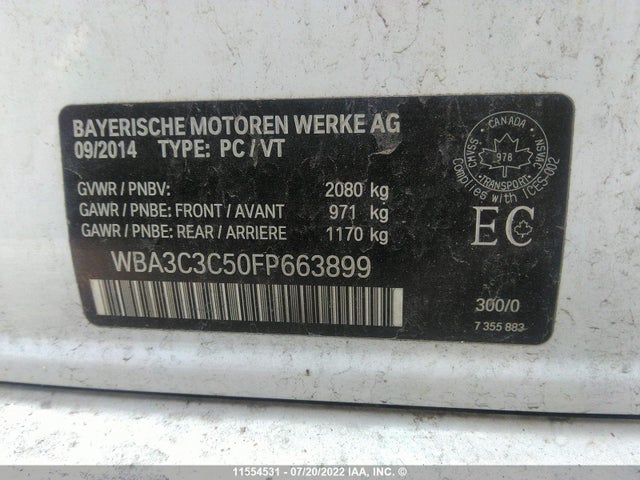 BAYERISCHE MOTOREN WERKE AG
09/2014 TYPE: PC / VT
GVWR / PNBV: 2080 kg
GAWR / PNBE: FRONT / AVANT 971 kg
GAWR / PNBE: REAR / ARRIERE 1170 kg
WBA3C3C50FP663899
CANADA
CMVSS
NSVAC
978
TRANSPORT
Complies with ICES-002
EC
300/0
7 355 883
11554531 - 07/20/2022 IAA, INC. ©